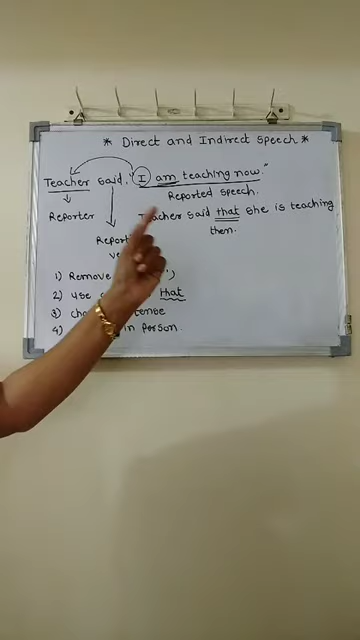 * Direct and Indirect Speech *
Teacher said, "I am teaching now."
Reported speech.
Reporter
Teacher said that she is teaching
then.
1) Remove
2) use that
3) tense
4) in person.